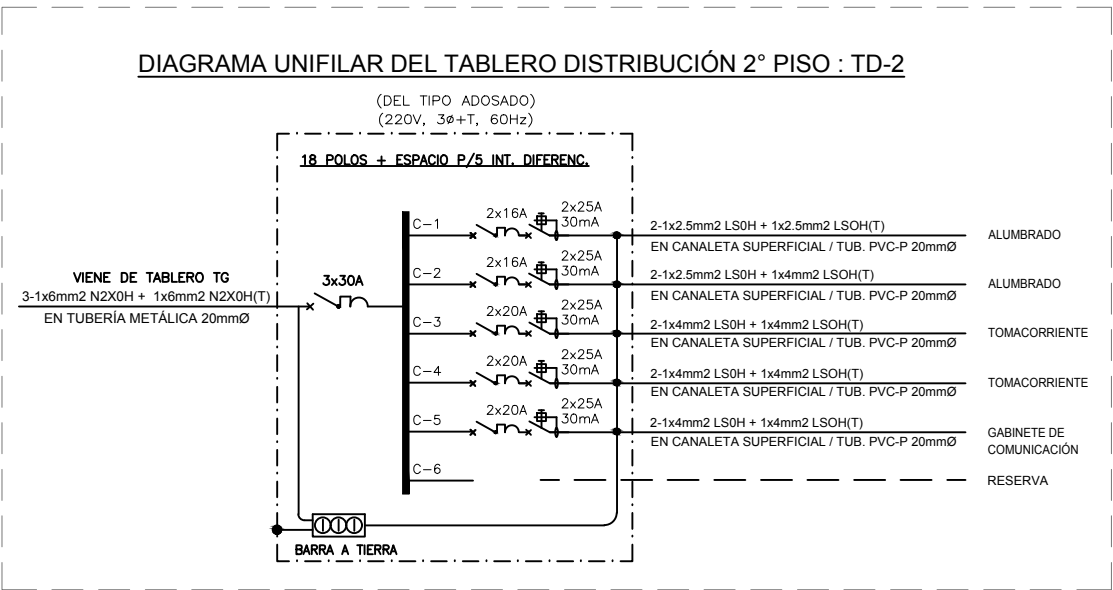 DIAGRAMA UNIFILAR DEL TABLERO DISTRIBUCIÓN 2° PISO : TD-2
(DEL TIPO ADOSADO)
(220V, 3ø+T, 60Hz)
18 POLOS + ESPACIO P/5 INT. DIFERENC.
VIENE DE TABLERO TG
3-1x6mm2 N2X0H + 1x6mm2 N2X0H(T)
EN TUBERÍA METÁLICA 20mmØ
3x30A
C-1
2x16A
2x25A
30mA
2-1x2.5mm2 LS0H + 1x2.5mm2 LSOH(T)
EN CANALETA SUPERFICIAL / TUB. PVC-P 20mmØ
ALUMBRADO
C-2
2x16A
2x25A
30mA
2-1x2.5mm2 LS0H + 1x4mm2 LSOH(T)
EN CANALETA SUPERFICIAL / TUB. PVC-P 20mmØ
ALUMBRADO
C-3
2x20A
2x25A
30mA
2-1x4mm2 LS0H + 1x4mm2 LSOH(T)
EN CANALETA SUPERFICIAL / TUB. PVC-P 20mmØ
TOMACORRIENTE
C-4
2x20A
2x25A
30mA
2-1x4mm2 LS0H + 1x4mm2 LSOH(T)
EN CANALETA SUPERFICIAL / TUB. PVC-P 20mmØ
TOMACORRIENTE
C-5
2x20A
2x25A
30mA
2-1x4mm2 LS0H + 1x4mm2 LSOH(T)
EN CANALETA SUPERFICIAL / TUB. PVC-P 20mmØ
GABINETE DE
COMUNICACIÓN
C-6
RESERVA
BARRA A TIERRA